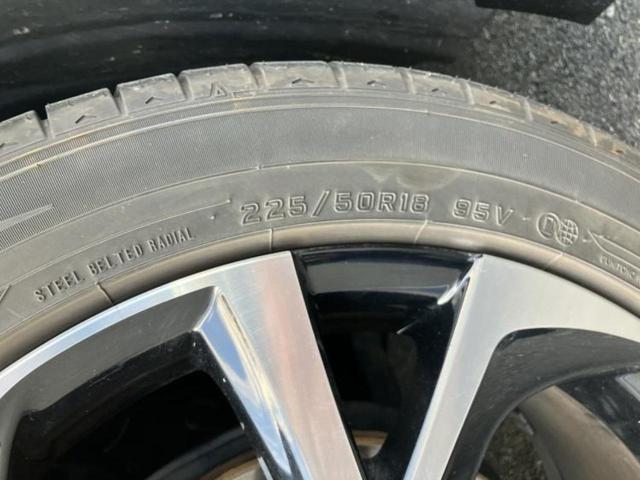 225/50R18 95V
STEEL BELTED RADIAL